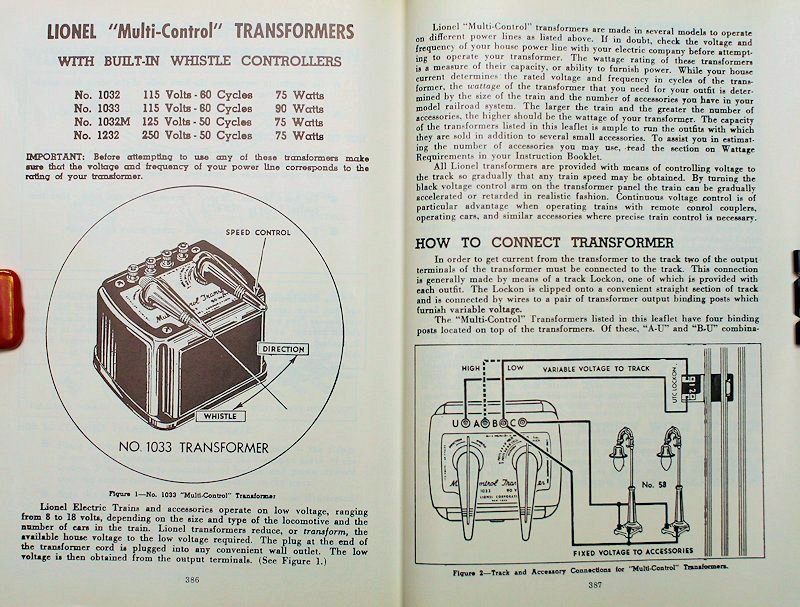 LIONEL "Multi-Control" TRANSFORMERS
WITH BUILT-IN WHISTLE CONTROLLERS
No. 1032 115 Volts - 60 Cycles 75 Watts
No. 1033 115 Volts - 60 Cycles 90 Watts
No. 1032M 125 Volts - 50 Cycles 75 Watts
No. 1232 250 Volts - 50 Cycles 75 Watts
IMPORTANT: Before attempting to use any of these transformers make
sure that the voltage and frequency of your power line corresponds to the
rating of your transformer.
SPEED CONTROL
DIRECTION
WHISTLE
NO. 1033 TRANSFORMER
Figure 1—No. 1033 "Multi-Control" Transformer
Lionel Electric Trains and accessories operate on low voltage, ranging
from 8 to 18 volts, depending on the size and type of the locomotive and the
number of cars in the train. Lionel transformers reduce, or transform, the
available house voltage to the low voltage required. The plug at the end of
the transformer cord is plugged into any convenient wall outlet. The low
voltage is then obtained from the output terminals. (See Figure 1.)
386
Lionel "Multi-Control" transformers are made in several models to operate
on different power lines as listed above. If in doubt, check the voltage and
frequency of your house power line with your electric company before attempt-
ing to operate your transformer. The wattage rating of these transformers
is a measure of their capacity, or ability to furnish power. While your house
current determines the rated voltage and frequency in cycles of the trans-
former, the wattage of the transformer that you need for your outfit is deter-
mined by the size of the train and the number of accessories you have in your
model railroad system. The larger the train and the greater the number of
accessories, the higher should be the wattage of your transformer. The capacity
of the transformers listed in this leaflet is ample to run the outfits with which
they are sold in addition to several small accessories. To assist you in estimat-
ing the number of accessories you may use, read the section on Wattage
Requirements in your Instruction Booklet.
All Lionel transformers are provided with means of controlling voltage to
the track so gradually that any train speed may be obtained. By turning the
black voltage control arm on the transformer panel the train can be gradually
accelerated or retarded in realistic fashion. Continuous voltage control is of
particular advantage when operating trains with remote control couplers,
operating cars, and similar accessories where precise train control is necessary.
HOW TO CONNECT TRANSFORMER
In order to get current from the transformer to the track two of the output
terminals of the transformer must be connected to the track. This connection
is generally made by means of a track Lockon, one of which is provided with
each outfit. The Lockon is clipped onto a convenient straight section of track
and is connected by wires to a pair of transformer output binding posts which
furnish variable voltage.
The "Multi-Control" Transformers listed in this leaflet have four binding
posts located on top of the transformers. Of these, "A-U" and "B-U" combina-
HIGH LOW VARIABLE VOLTAGE TO TRACK
UTC LOCKON
1 2
U A B C
1033 90
LIONEL CORPORATION
No. 58
FIXED VOLTAGE TO ACCESSORIES
Figure 2—Track and Accessory Connections for "Multi-Control" Transformers.
387